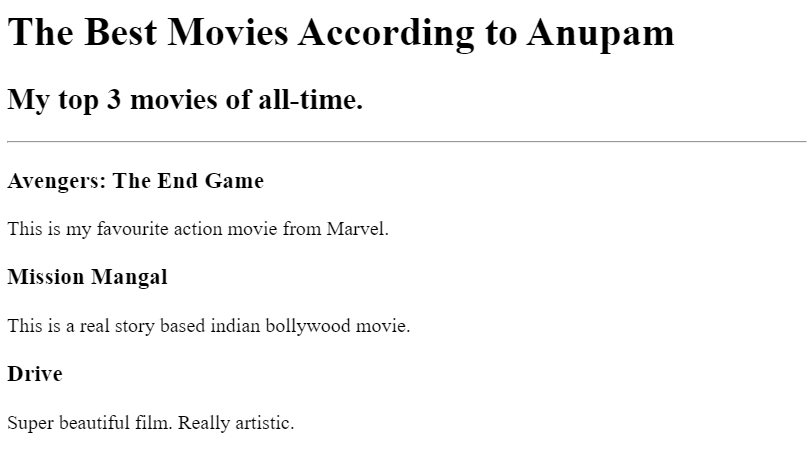 The Best Movies According to Anupam
My top 3 movies of all-time.
Avengers: The End Game
This is my favourite action movie from Marvel.
Mission Mangal
This is a real story based indian bollywood movie.
Drive
Super beautiful film. Really artistic.